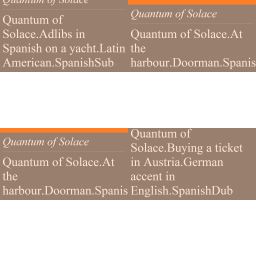 Quantum of Solace
Quantum of
Solace.Adlibs in
Spanish on a yacht.Latin
American.SpanishSub
Quantum of Solace
Quantum of Solace.At
the
harbour.Doorman.Spanis
Quantum of Solace
Quantum of Solace.At
the
harbour.Doorman.Spanis
Quantum of
Solace.Buying a ticket
in Austria.German
accent in
English.SpanishDub